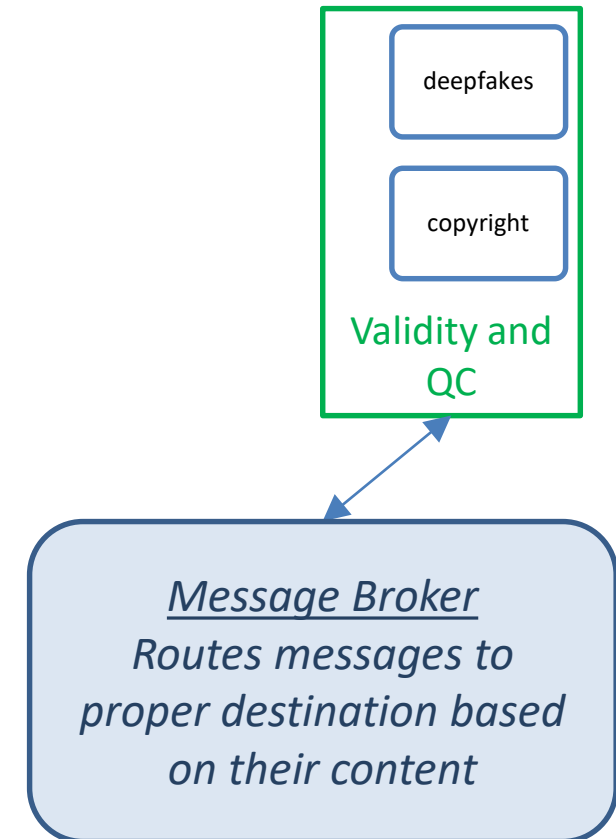 deepfakes
copyright
Validity and
QC
Message Broker
Routes messages to
proper destination based
on their content